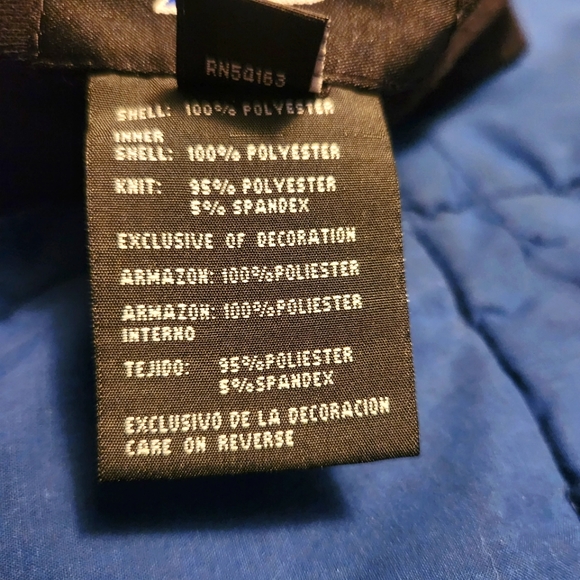 RN50163
SHELL: 100% POLYESTER
INNER
SHELL: 100% POLYESTER
KNIT: 95% POLYESTER
5% SPANDEX
EXCLUSIVE OF DECORATION
ARMAZON: 100%POLIESTER
ARMAZON: 100%POLIESTER
INTERNO
TEJIDO: 95%POLIESTER
5%SPANDEX
EXCLUSIVO DE LA DECORACION
CARE ON REVERSE